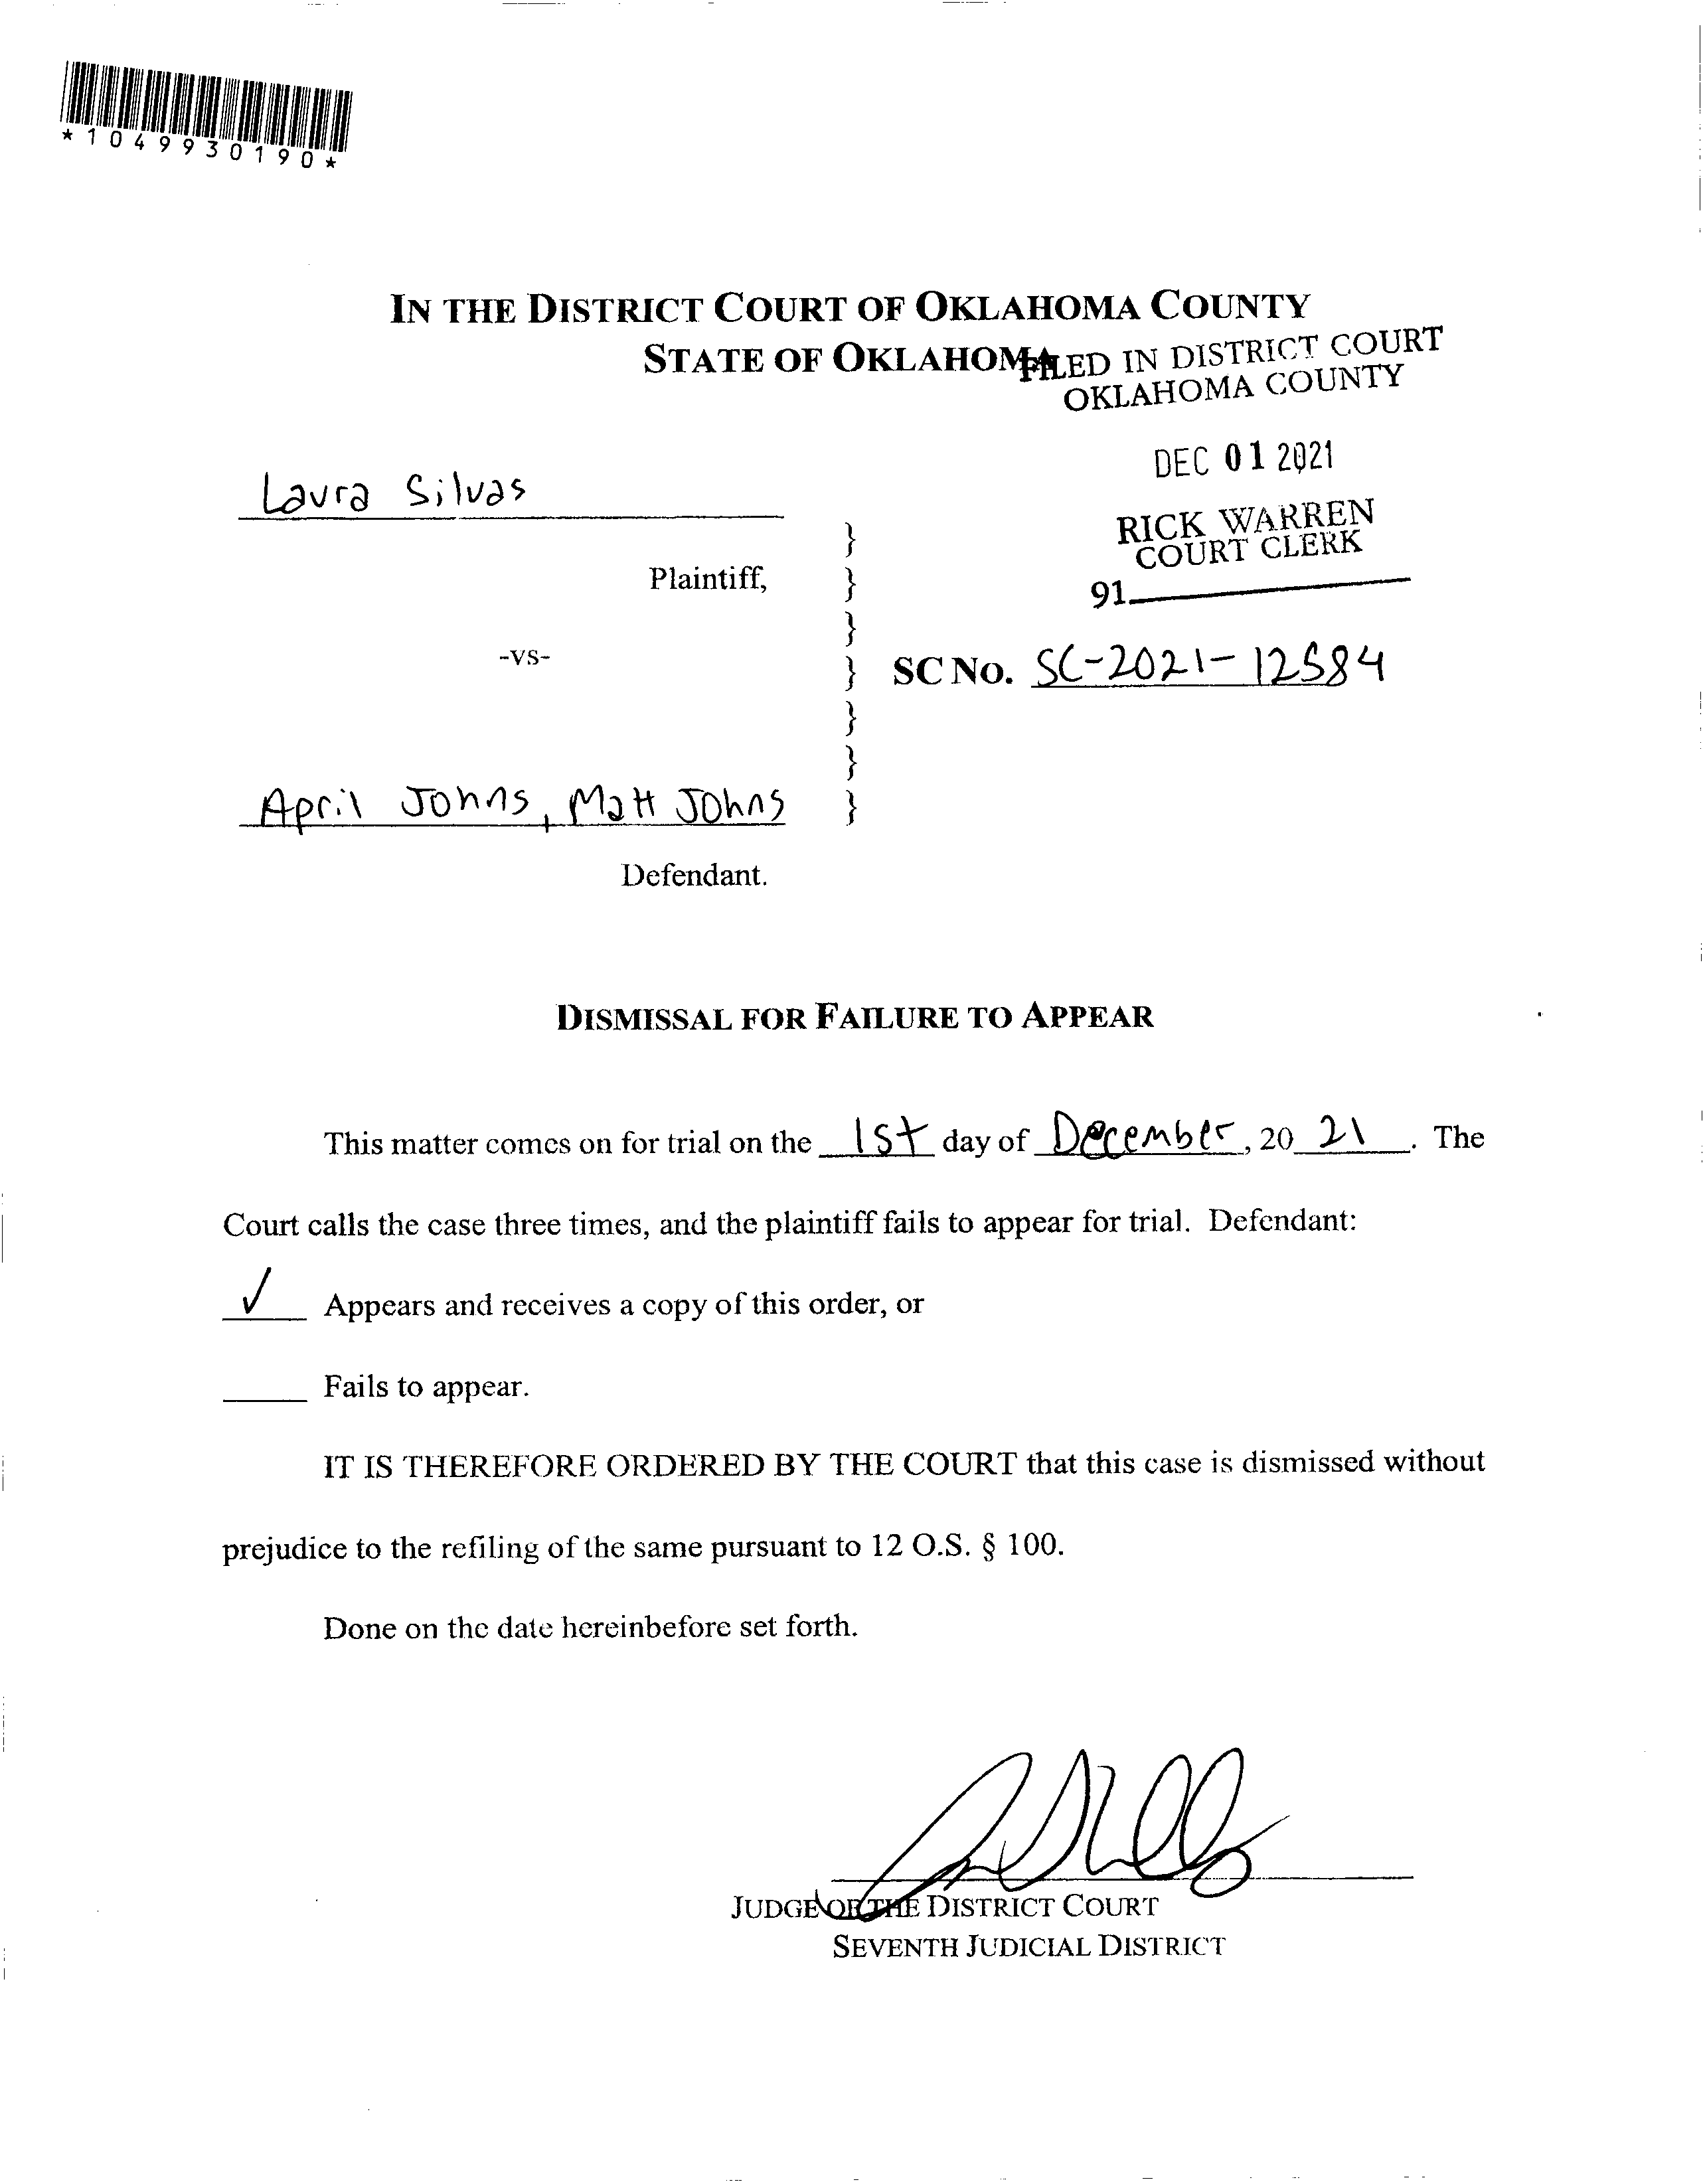 *1049930190*
IN THE DISTRICT COURT OF OKLAHOMA COUNTY
STATE OF OKLAHOMA
FILED IN DISTRICT COURT
OKLAHOMA COUNTY
DEC 01 2021
RICK WARREN
COURT CLERK
91
Laura Silvas
}
Plaintiff, }
}
-vs- } SC No. SC-2021-12584
}
}
April Johns, Matt Johns }
Defendant.
DISMISSAL FOR FAILURE TO APPEAR
This matter comes on for trial on the 1st day of December, 20 21 . The
Court calls the case three times, and the plaintiff fails to appear for trial. Defendant:
✓ Appears and receives a copy of this order, or
Fails to appear.
IT IS THEREFORE ORDERED BY THE COURT that this case is dismissed without
prejudice to the refiling of the same pursuant to 12 O.S. § 100.
Done on the date hereinbefore set forth.
JUDGE OF THE DISTRICT COURT
SEVENTH JUDICIAL DISTRICT